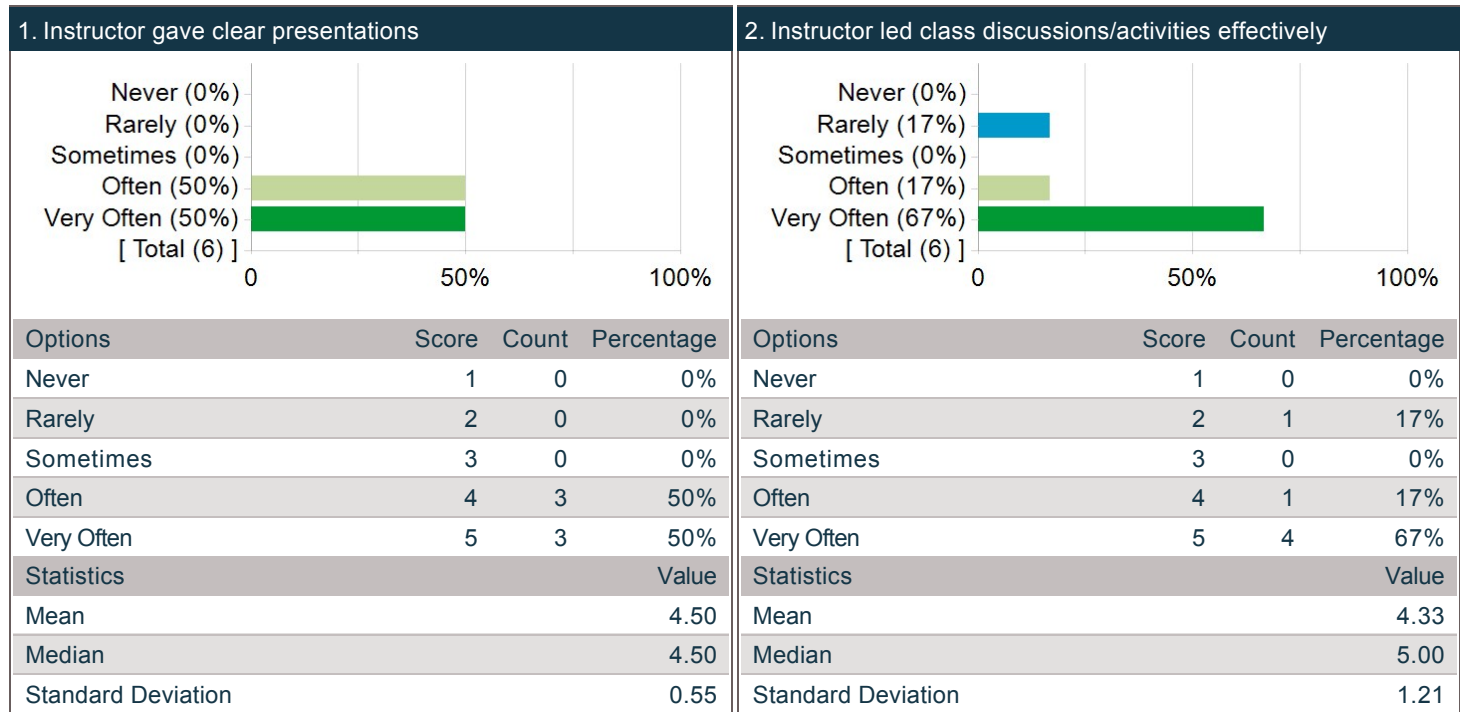 1. Instructor gave clear presentations
Never (0%)
Rarely (0%)
Sometimes (0%)
Often (50%)
Very Often (50%)
[ Total (6) ]
0 50% 100%
Options Score Count Percentage
Never 1 0 0%
Rarely 2 0 0%
Sometimes 3 0 0%
Often 4 3 50%
Very Often 5 3 50%
Statistics Value
Mean 4.50
Median 4.50
Standard Deviation 0.55
2. Instructor led class discussions/activities effectively
Never (0%)
Rarely (17%)
Sometimes (0%)
Often (17%)
Very Often (67%)
[ Total (6) ]
0 50% 100%
Options Score Count Percentage
Never 1 0 0%
Rarely 2 1 17%
Sometimes 3 0 0%
Often 4 1 17%
Very Often 5 4 67%
Statistics Value
Mean 4.33
Median 5.00
Standard Deviation 1.21